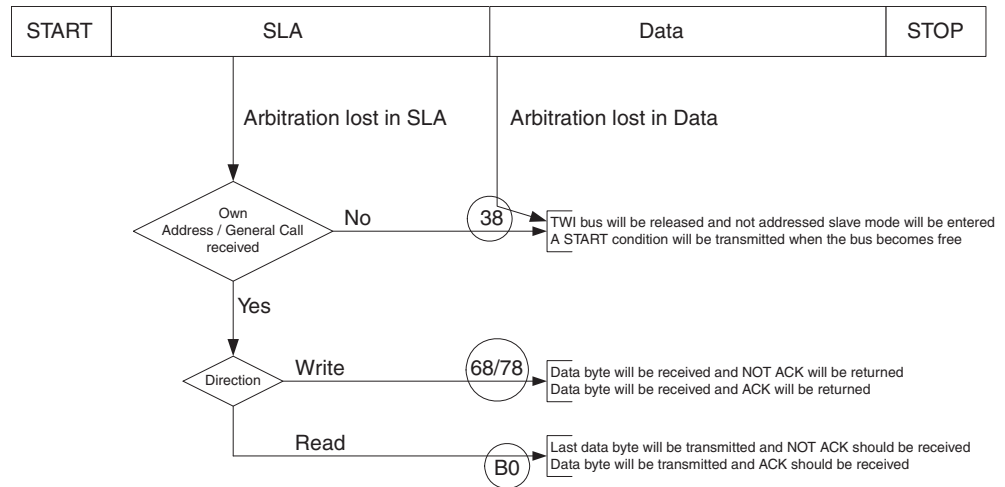 START SLA Data STOP
Arbitration lost in SLA Arbitration lost in Data
Own
Address / General Call
received
No
38
TWI bus will be released and not addressed slave mode will be entered
A START condition will be transmitted when the bus becomes free
Yes
Direction
Write
68/78
Data byte will be received and NOT ACK will be returned
Data byte will be received and ACK will be returned
Read
B0
Last data byte will be transmitted and NOT ACK should be received
Data byte will be transmitted and ACK should be received